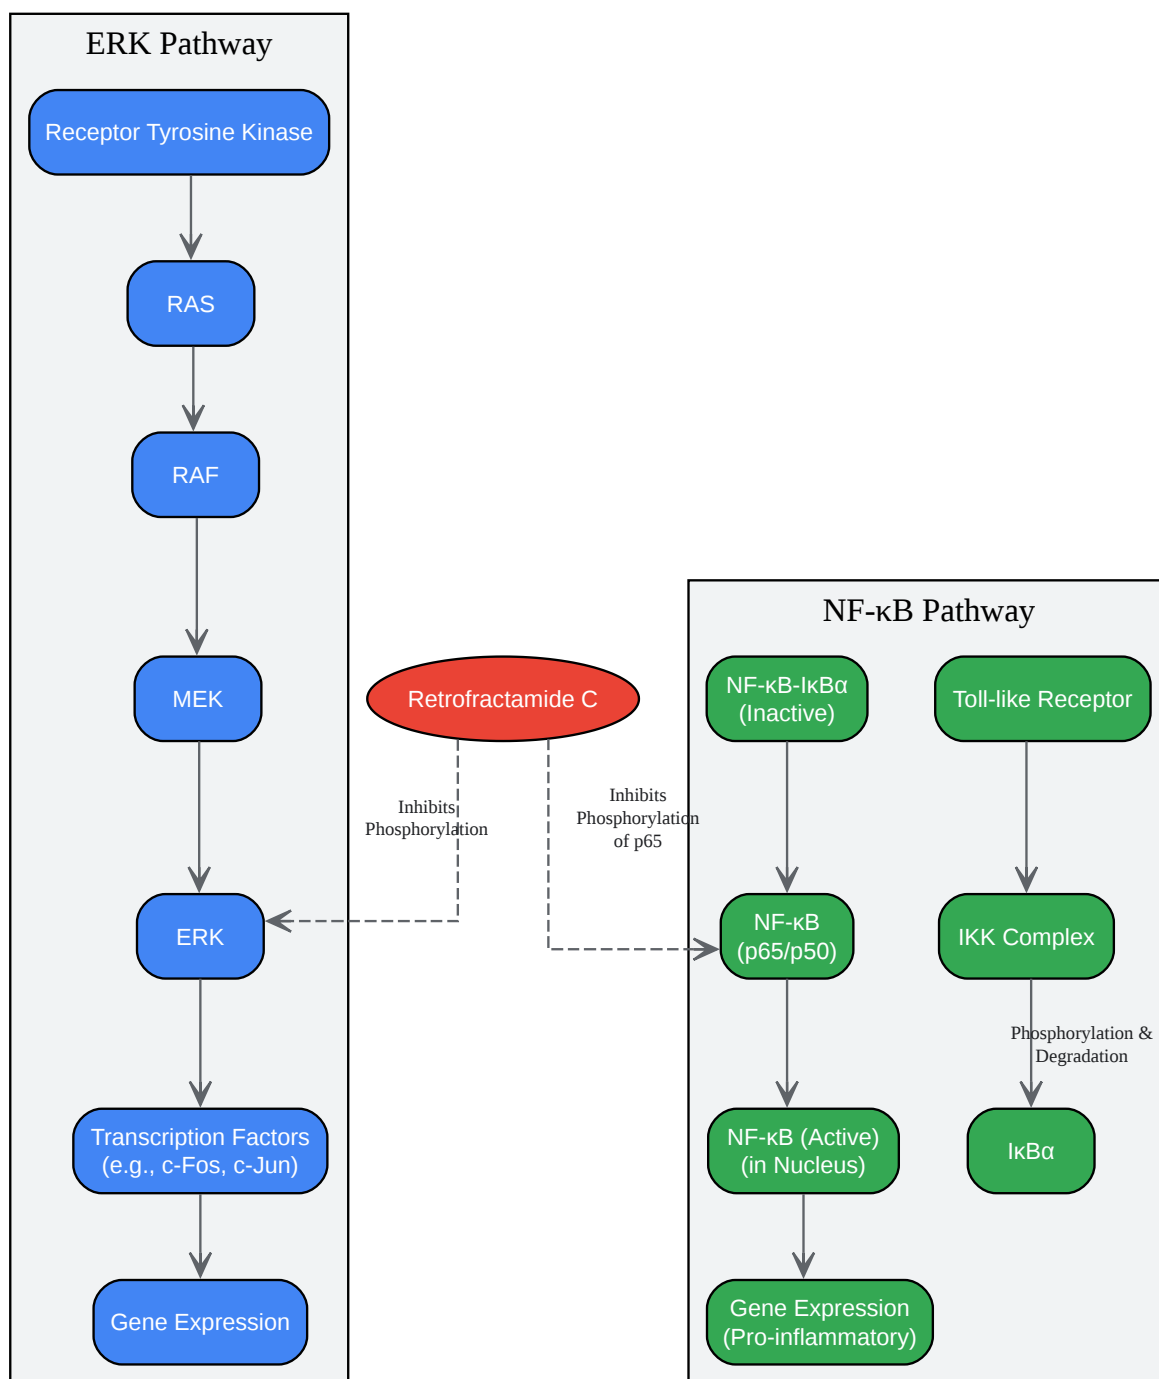 ERK Pathway
Receptor Tyrosine Kinase
RAS
RAF
MEK
ERK
Transcription Factors
(e.g., c-Fos, c-Jun)
Gene Expression
Retrofractamide C
Inhibits
Phosphorylation
Inhibits
Phosphorylation
of p65
NF-κB Pathway
NF-κB-IκBα
(Inactive)
Toll-like Receptor
NF-κB
(p65/p50)
IKK Complex
Phosphorylation &
Degradation
NF-κB (Active)
(in Nucleus)
IκBα
Gene Expression
(Pro-inflammatory)